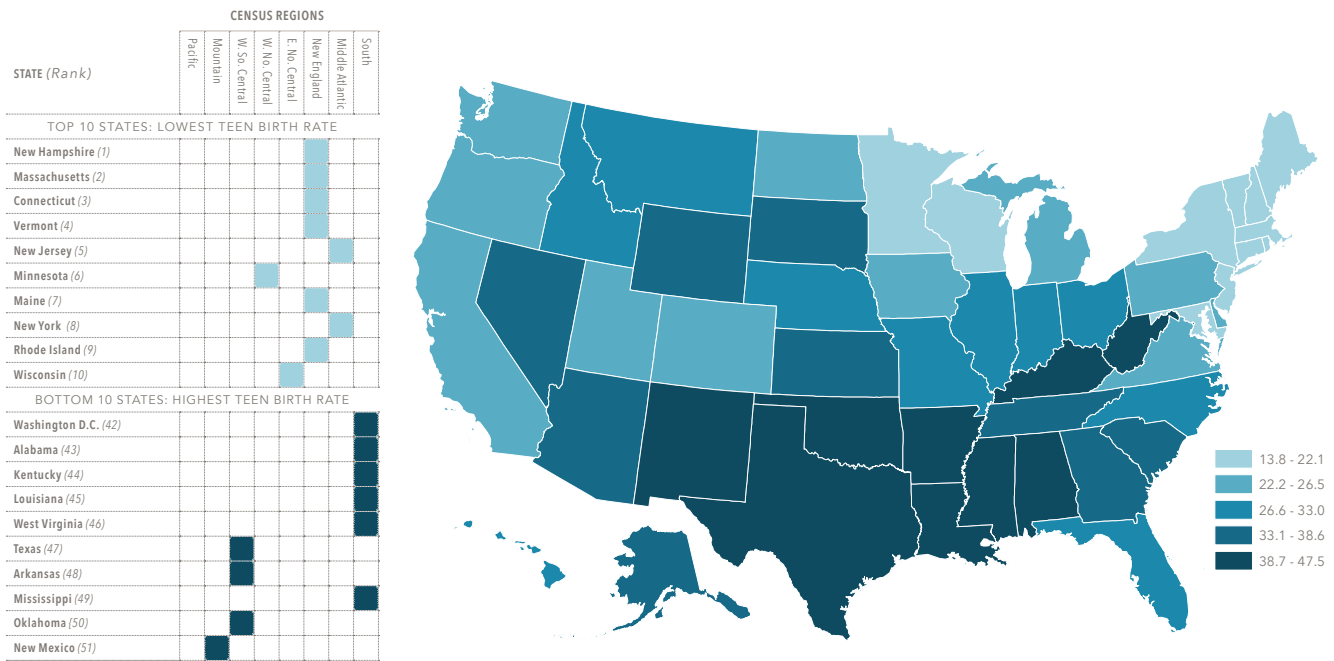 CENSUS REGIONS
STATE (Rank)
Pacific
Mountain
W. So. Central
W. No. Central
E. No. Central
New England
Middle Atlantic
South
TOP 10 STATES: LOWEST TEEN BIRTH RATE
New Hampshire (1)
Massachusetts (2)
Connecticut (3)
Vermont (4)
New Jersey (5)
Minnesota (6)
Maine (7)
New York (8)
Rhode Island (9)
Wisconsin (10)
BOTTOM 10 STATES: HIGHEST TEEN BIRTH RATE
Washington D.C. (42)
Alabama (43)
Kentucky (44)
Louisiana (45)
West Virginia (46)
Texas (47)
Arkansas (48)
Mississippi (49)
Oklahoma (50)
New Mexico (51)
13.8 - 22.1
22.2 - 26.5
26.6 - 33.0
33.1 - 38.6
38.7 - 47.5